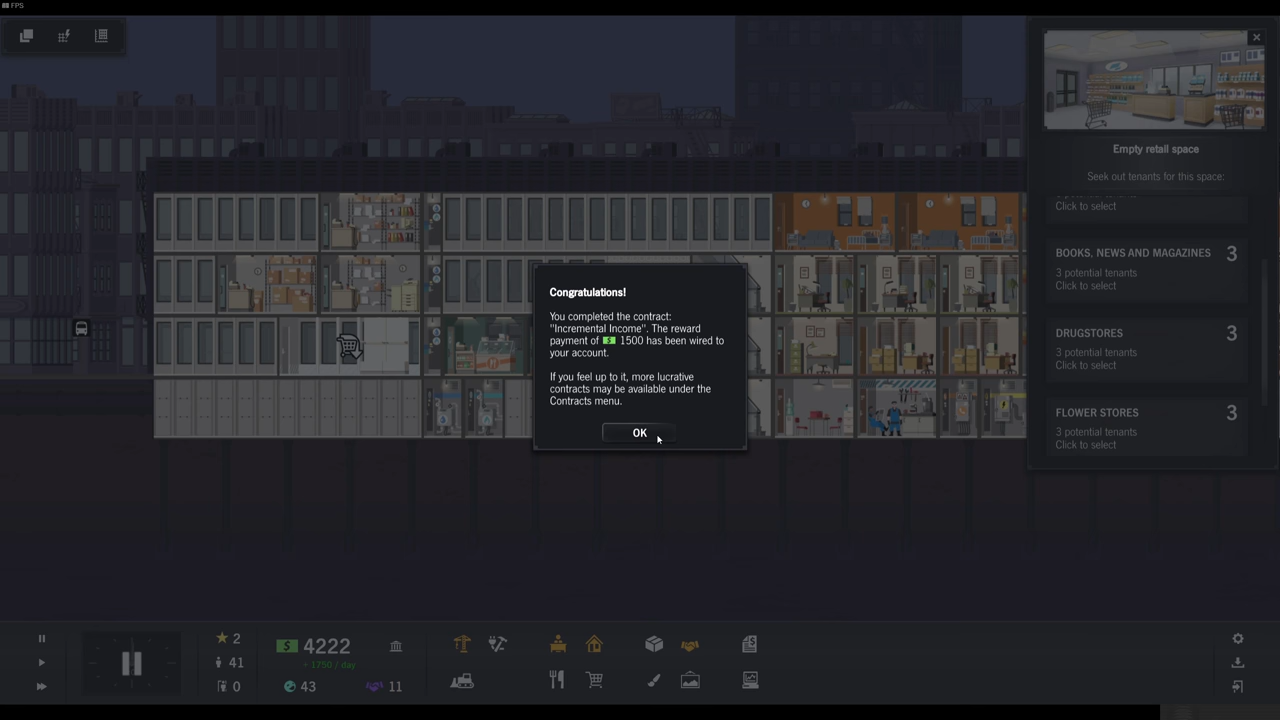 FPS
Empty retail space
Seek out tenants for this space:
Click to select
BOOKS, NEWS AND MAGAZINES 3
3 potential tenants
Click to select
DRUGSTORES 3
3 potential tenants
Click to select
FLOWER STORES 3
3 potential tenants
Click to select
Congratulations!
You completed the contract:
"Incremental Income". The reward
payment of 1500 has been wired to
your account.
If you feel up to it, more lucrative
contracts may be available under the
Contracts menu.
OK
2
41
0
4222
+ 1750 / day
43
11